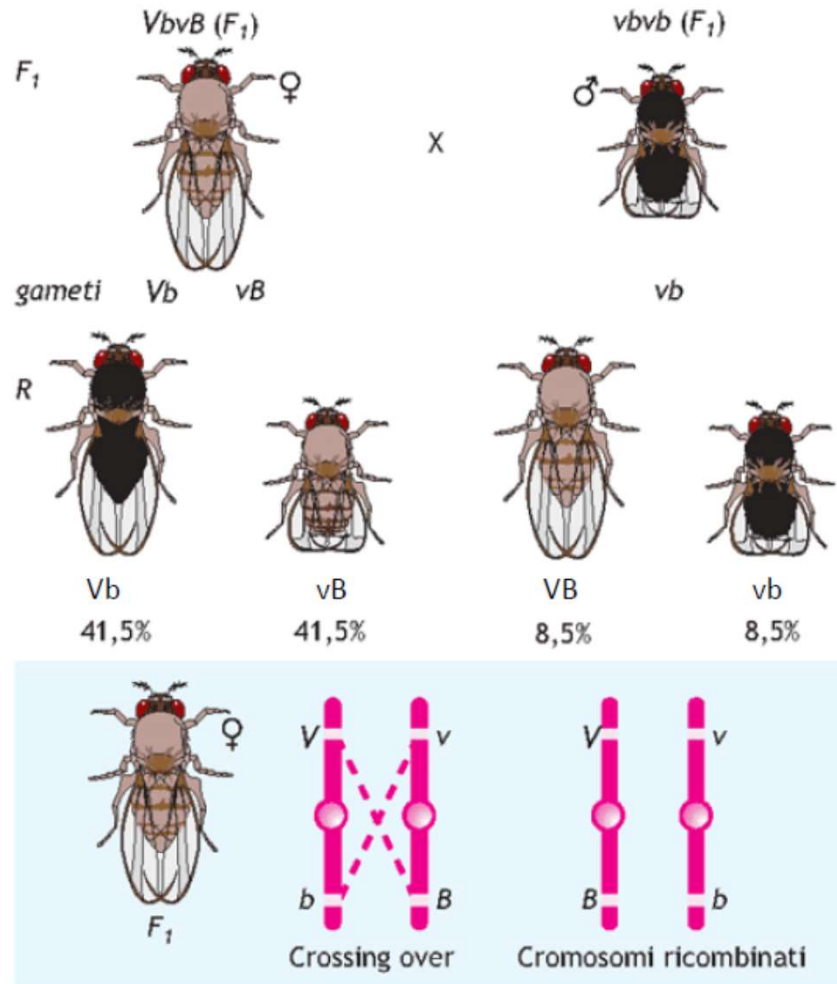 VbvB (F₁) vbvb (F₁)
F₁ ♀ X ♂
gameti Vb vB vb
R
Vb vB VB vb
41,5% 41,5% 8,5% 8,5%
♀ V v V v
b B B b
F₁
Crossing over Cromosomi ricombinati